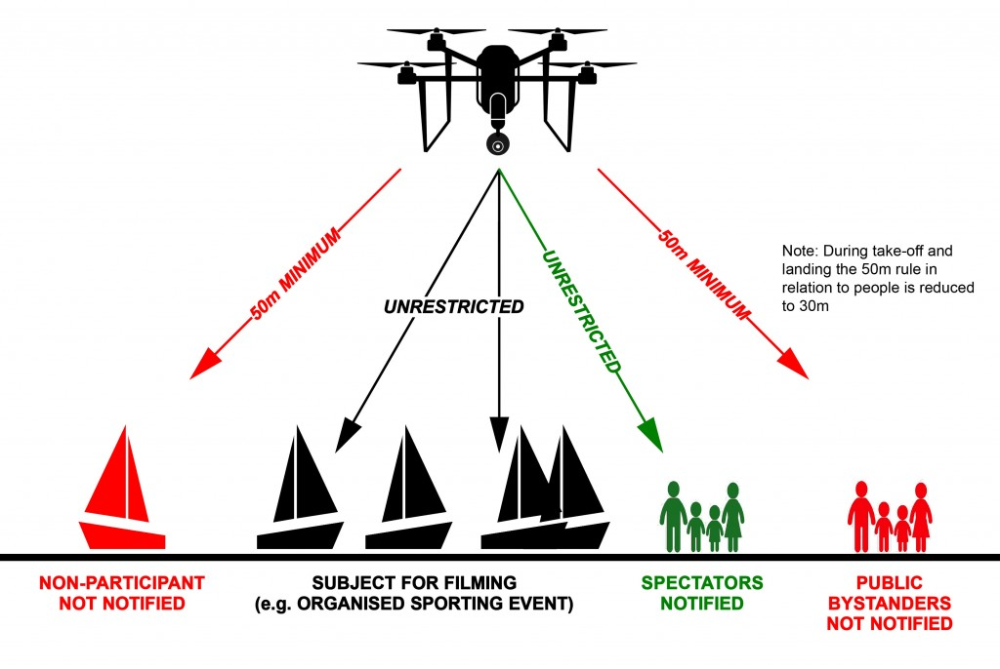 50m MINIMUM
UNRESTRICTED
UNRESTRICTED
50m MINIMUM
Note: During take-off and
landing the 50m rule in
relation to people is reduced
to 30m
NON-PARTICIPANT
NOT NOTIFIED
SUBJECT FOR FILMING
(e.g. ORGANISED SPORTING EVENT)
SPECTATORS
NOTIFIED
PUBLIC
BYSTANDERS
NOT NOTIFIED